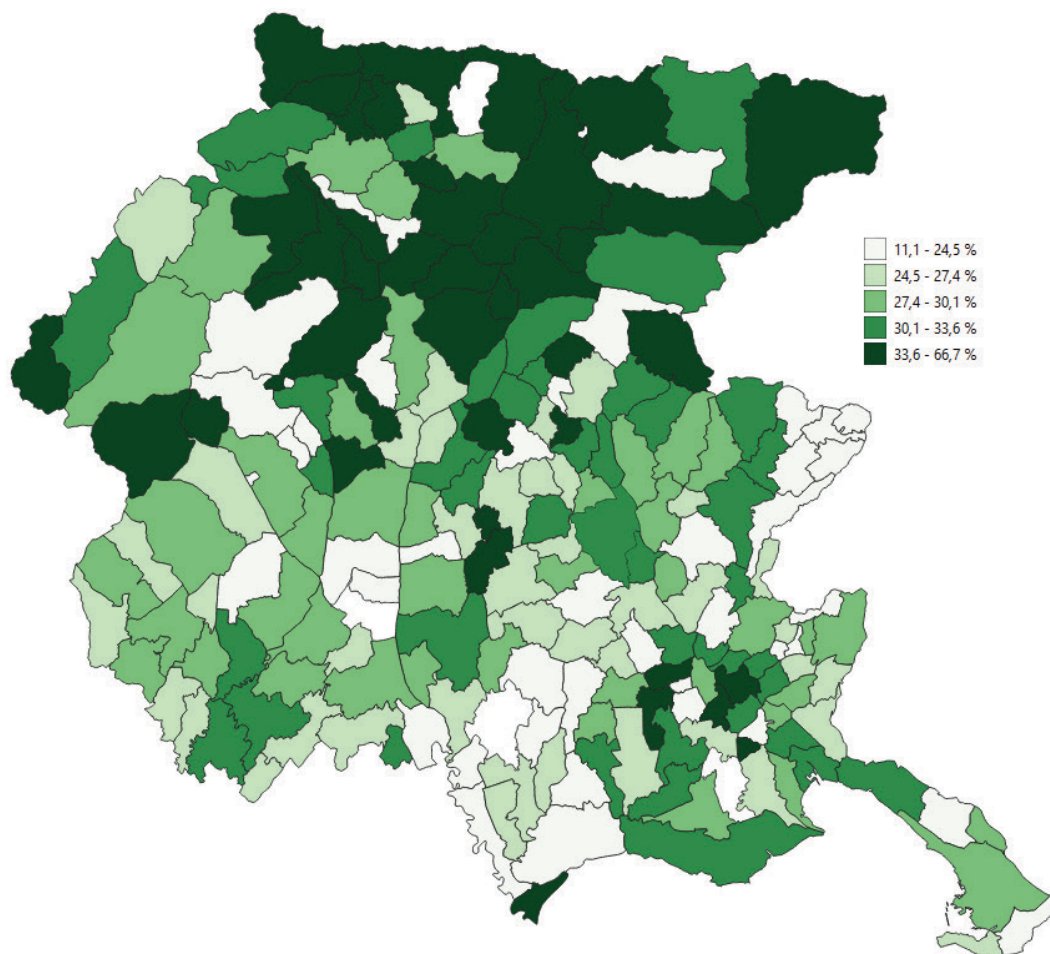 11,1 - 24,5 %
24,5 - 27,4 %
27,4 - 30,1 %
30,1 - 33,6 %
33,6 - 66,7 %